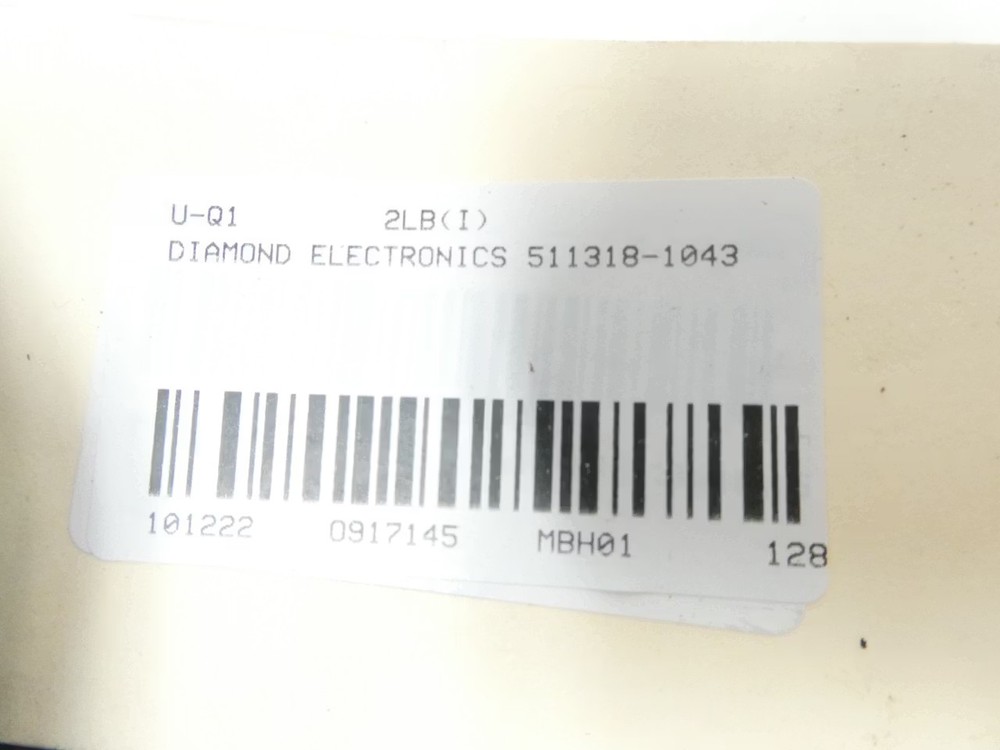 U-Q1 2LB(I)
DIAMOND ELECTRONICS 511318-1043
101222 0917145 MBH01 128